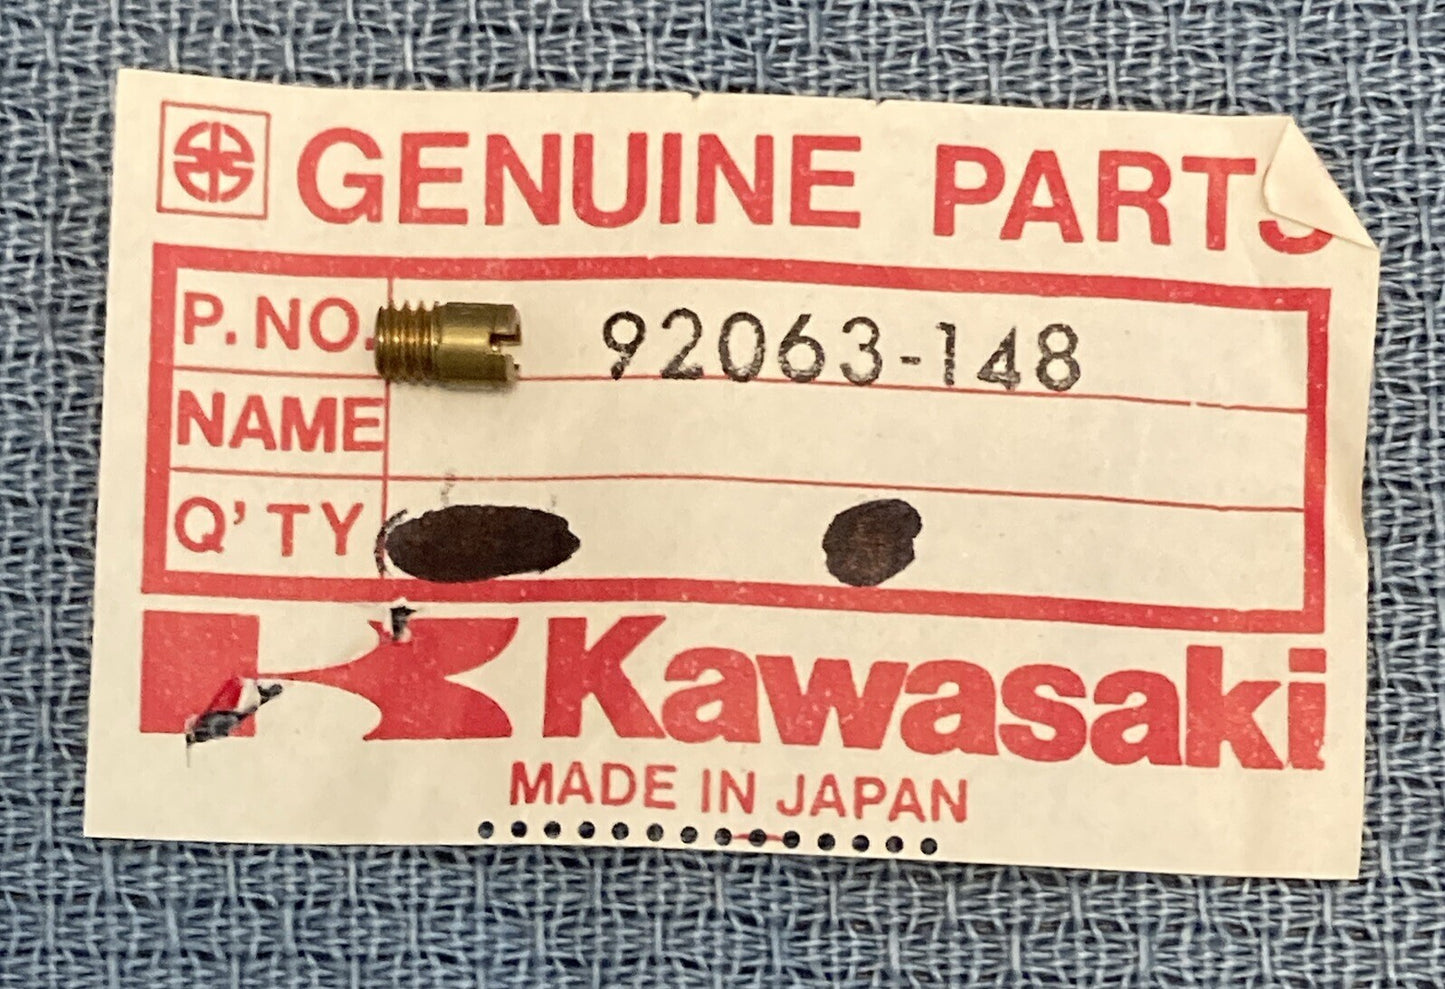 GENUINE PARTS
P. NO. 92063-148
NAME
Q'TY
Kawasaki
MADE IN JAPAN